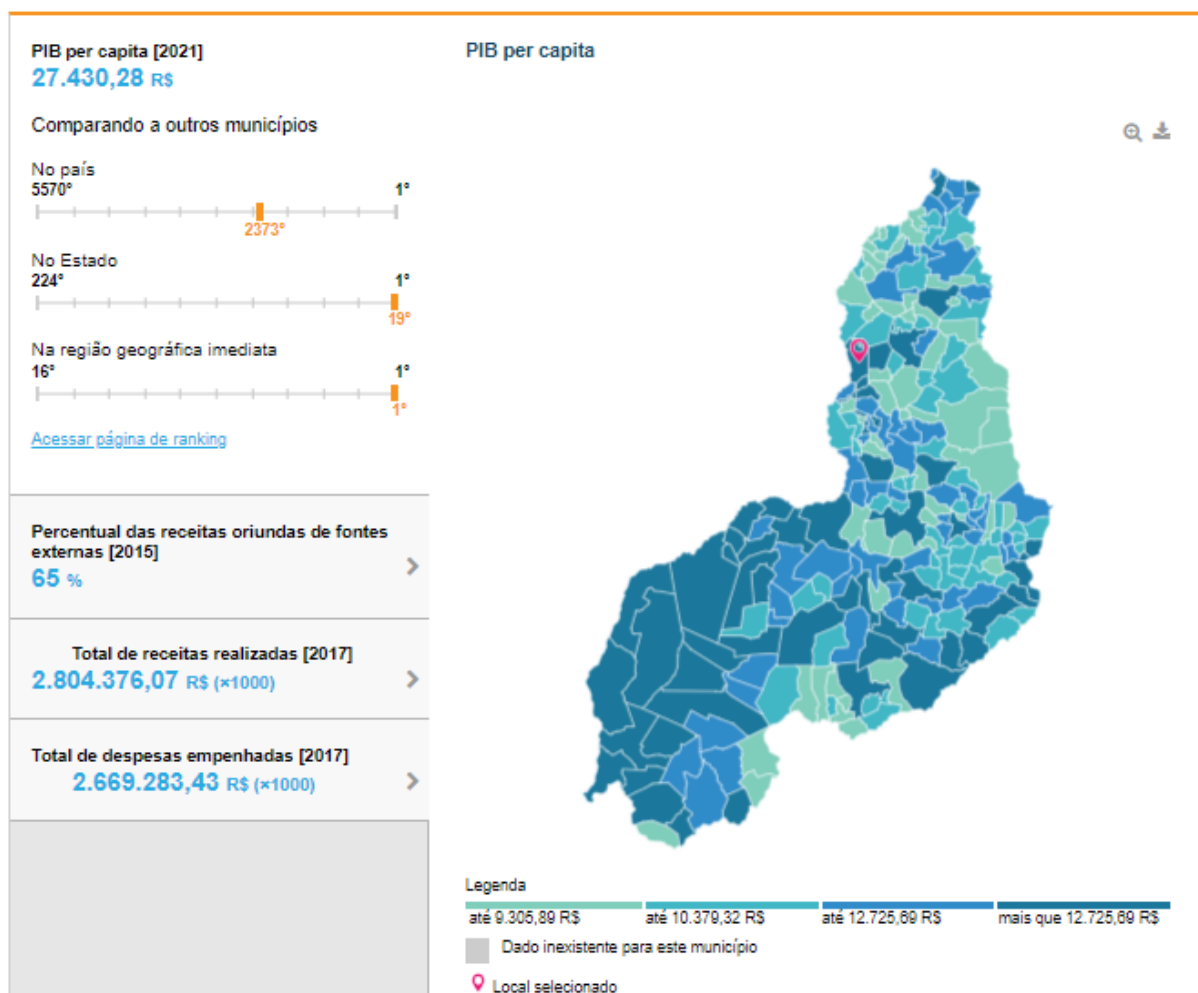 PIB per capita [2021]
27.430,28 R$
Comparando a outros municípios
No país
5570° 1°
2373°
No Estado
224° 1°
19°
Na região geográfica imediata
16° 1°
1°
Acessar página de ranking
Percentual das receitas oriundas de fontes
externas [2015]
65 %
Total de receitas realizadas [2017]
2.804.376,07 R$ (×1000)
Total de despesas empenhadas [2017]
2.669.283,43 R$ (×1000)
PIB per capita
Legenda
até 9.305,89 R$ até 10.379,32 R$ até 12.725,69 R$ mais que 12.725,69 R$
Dado inexistente para este município
Local selecionado